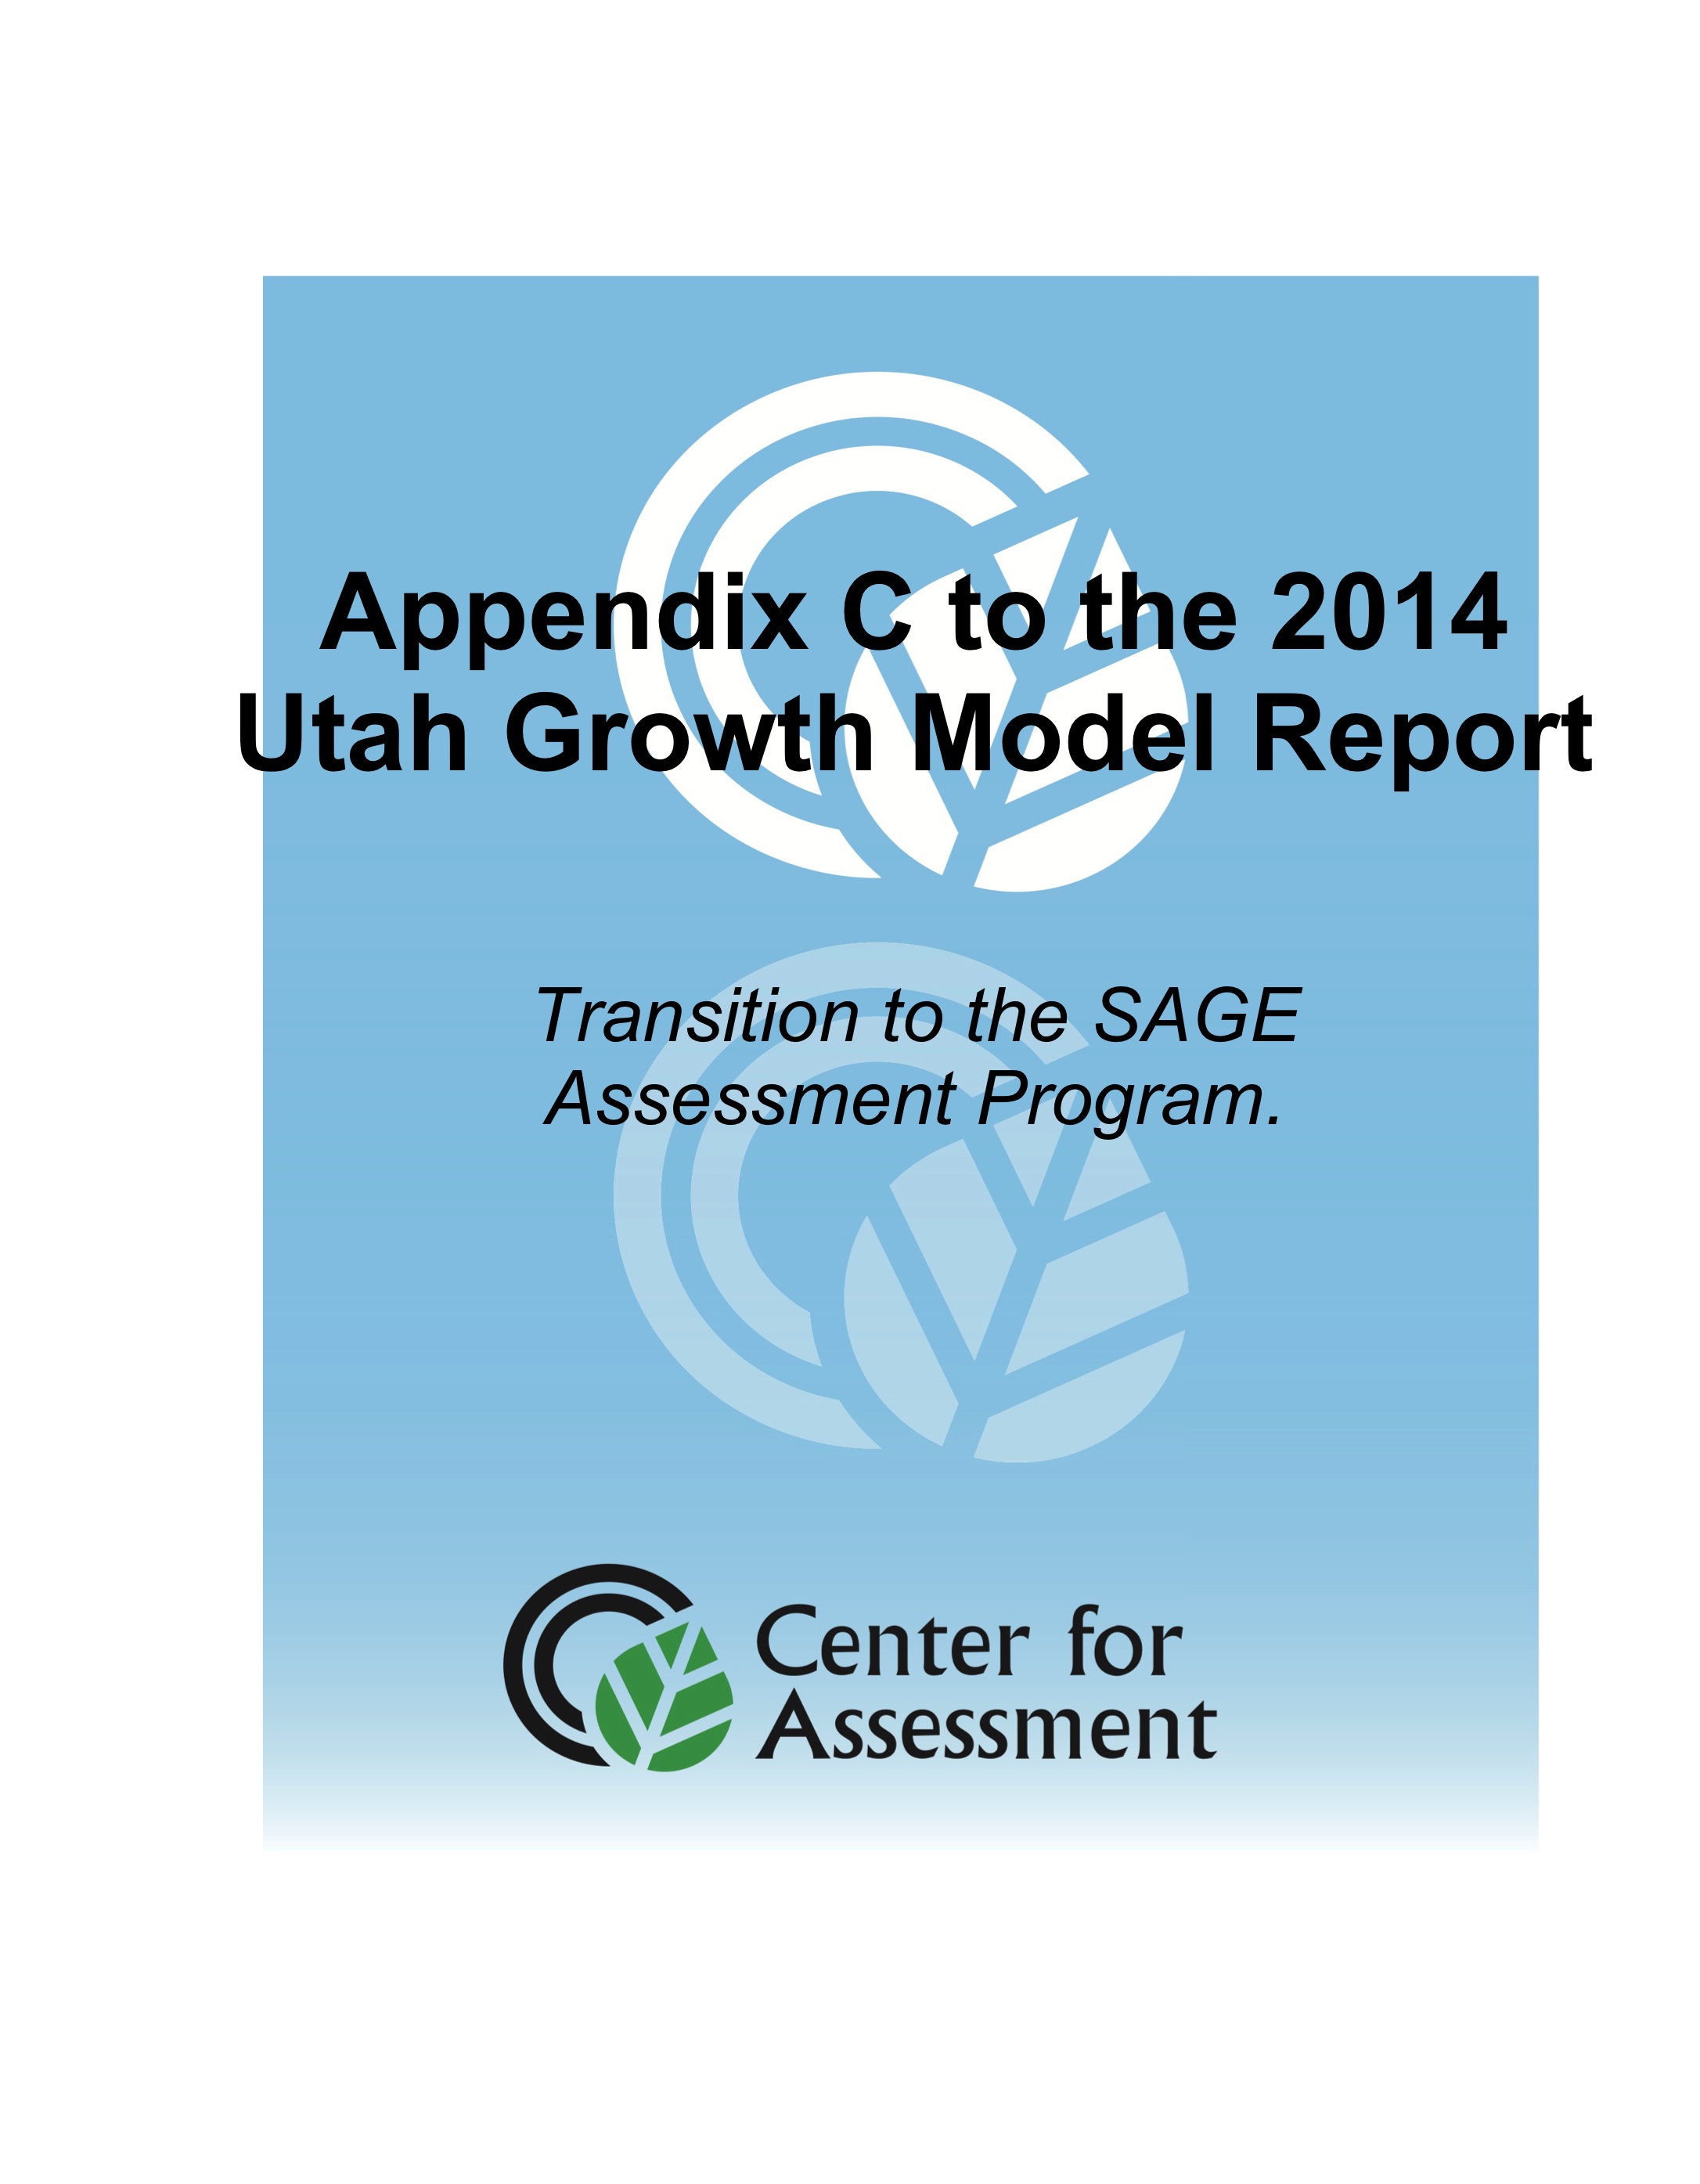 Appendix C to the 2014
Utah Growth Model Report
Transition to the SAGE
Assessment Program.
Center for
Assessment